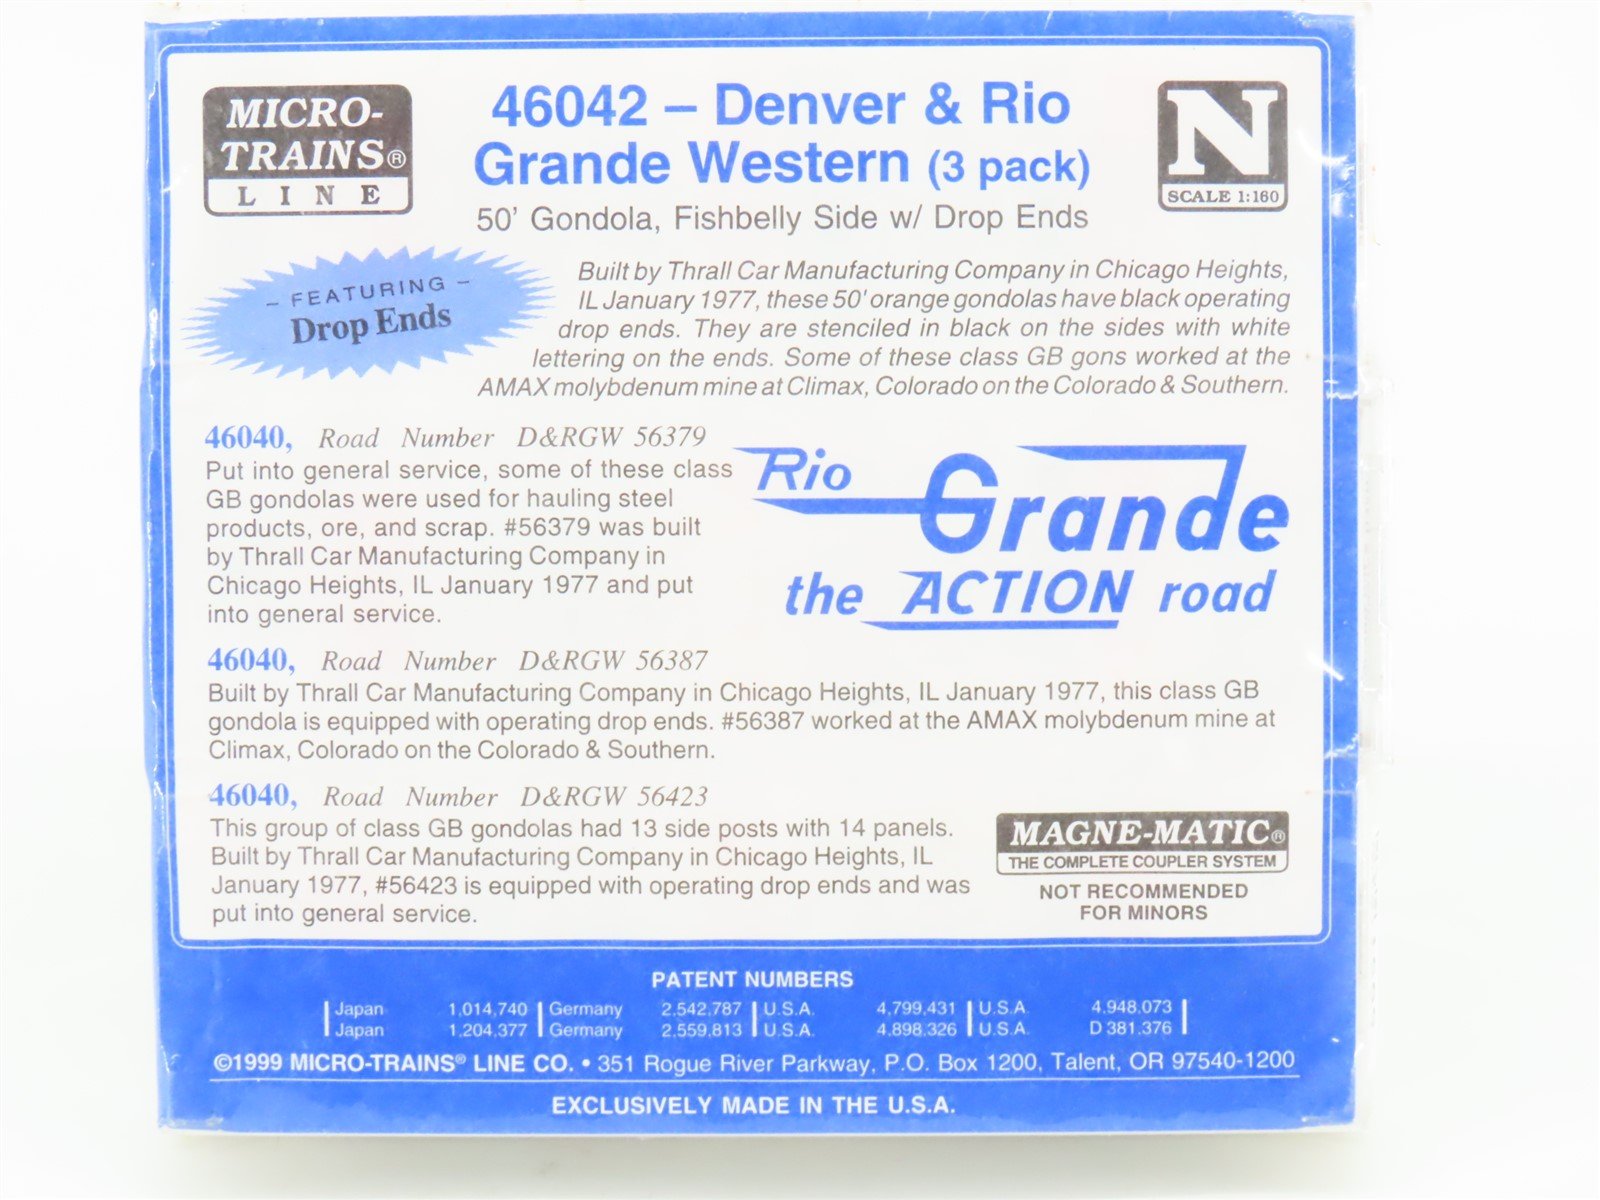 MICRO-
TRAINS®
LINE
46042 – Denver & Rio
Grande Western (3 pack)
50' Gondola, Fishbelly Side w/ Drop Ends
N
SCALE 1:160
– FEATURING –
Drop Ends
Built by Thrall Car Manufacturing Company in Chicago Heights,
IL January 1977, these 50' orange gondolas have black operating
drop ends. They are stenciled in black on the sides with white
lettering on the ends. Some of these class GB gons worked at the
AMAX molybdenum mine at Climax, Colorado on the Colorado & Southern.
46040, Road Number D&RGW 56379
Put into general service, some of these class
GB gondolas were used for hauling steel
products, ore, and scrap. #56379 was built
by Thrall Car Manufacturing Company in
Chicago Heights, IL January 1977 and put
into general service.
Rio
Grande
the ACTION road
46040, Road Number D&RGW 56387
Built by Thrall Car Manufacturing Company in Chicago Heights, IL January 1977, this class GB
gondola is equipped with operating drop ends. #56387 worked at the AMAX molybdenum mine at
Climax, Colorado on the Colorado & Southern.
46040, Road Number D&RGW 56423
This group of class GB gondolas had 13 side posts with 14 panels.
Built by Thrall Car Manufacturing Company in Chicago Heights, IL
January 1977, #56423 is equipped with operating drop ends and was
put into general service.
MAGNE-MATIC®
THE COMPLETE COUPLER SYSTEM
NOT RECOMMENDED
FOR MINORS
PATENT NUMBERS
Japan 1,014,740 Germany 2.542,787 U.S.A. 4,799,431 U.S.A. 4.948.073
Japan 1.204,377 Germany 2.559,813 U.S.A. 4.898,326 U.S.A. D 381.376
©1999 MICRO-TRAINS® LINE CO. • 351 Rogue River Parkway, P.O. Box 1200, Talent, OR 97540-1200
EXCLUSIVELY MADE IN THE U.S.A.